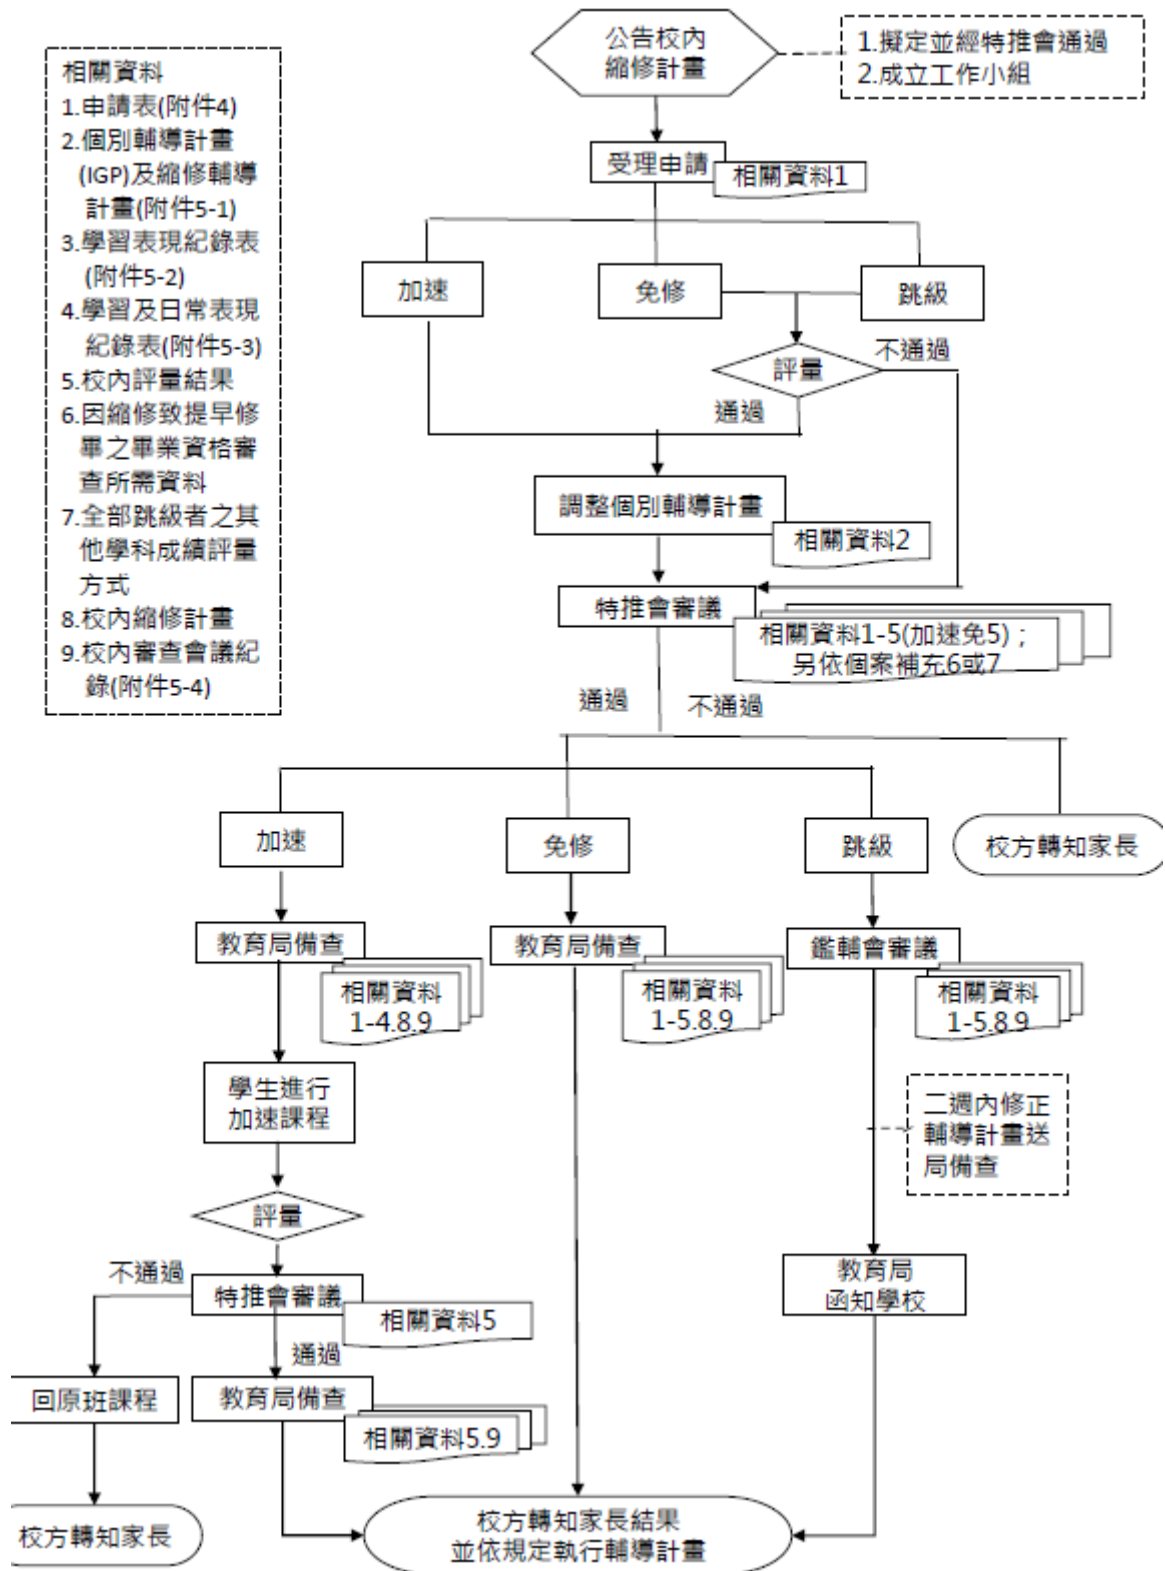 公告校內
縮修計畫
1.擬定並經特推會通過
2.成立工作小組
相關資料
1.申請表(附件4)
2.個別輔導計畫
(IGP)及縮修輔導
計畫(附件5-1)
3.學習表現紀錄表
(附件5-2)
4.學習及日常表現
紀錄表(附件5-3)
5.校內評量結果
6.因縮修致提早修
畢之畢業資格審
查所需資料
7.全部跳級者之其
他學科成績評量
方式
8.校內縮修計畫
9.校內審查會議紀
錄(附件5-4)
受理申請
相關資料1
加速
免修
跳級
評量
不通過
通過
調整個別輔導計畫
相關資料2
特推會審議
相關資料1-5(加速免5)；
另依個案補充6或7
通過
不通過
加速
免修
跳級
校方轉知家長
教育局備查
相關資料
1-4.8.9
教育局備查
相關資料
1-5.8.9
鑑輔會審議
相關資料
1-5.8.9
學生進行
加速課程
二週內修正
輔導計畫送
局備查
評量
不通過
特推會審議
相關資料5
教育局
函知學校
通過
回原班課程
教育局備查
相關資料5.9
校方轉知家長
校方轉知家長結果
並依規定執行輔導計畫